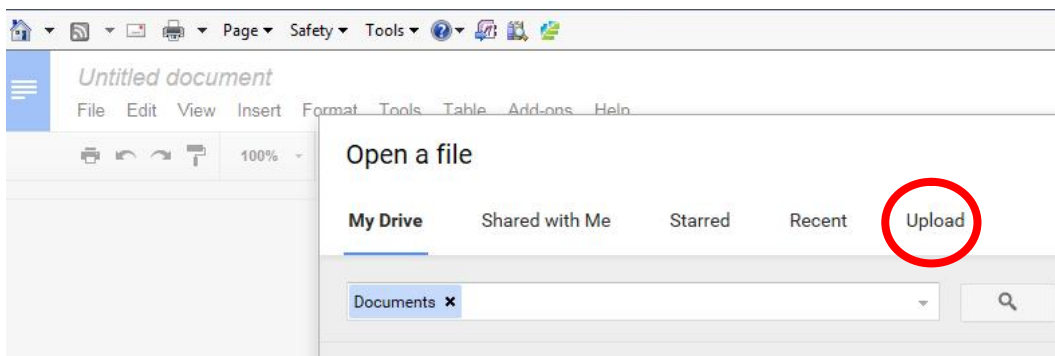 Page Safety Tools
Untitled document
File Edit View Insert Format Tools Table Add-ons Help
100%
Open a file
My Drive Shared with Me Starred Recent Upload
Documents